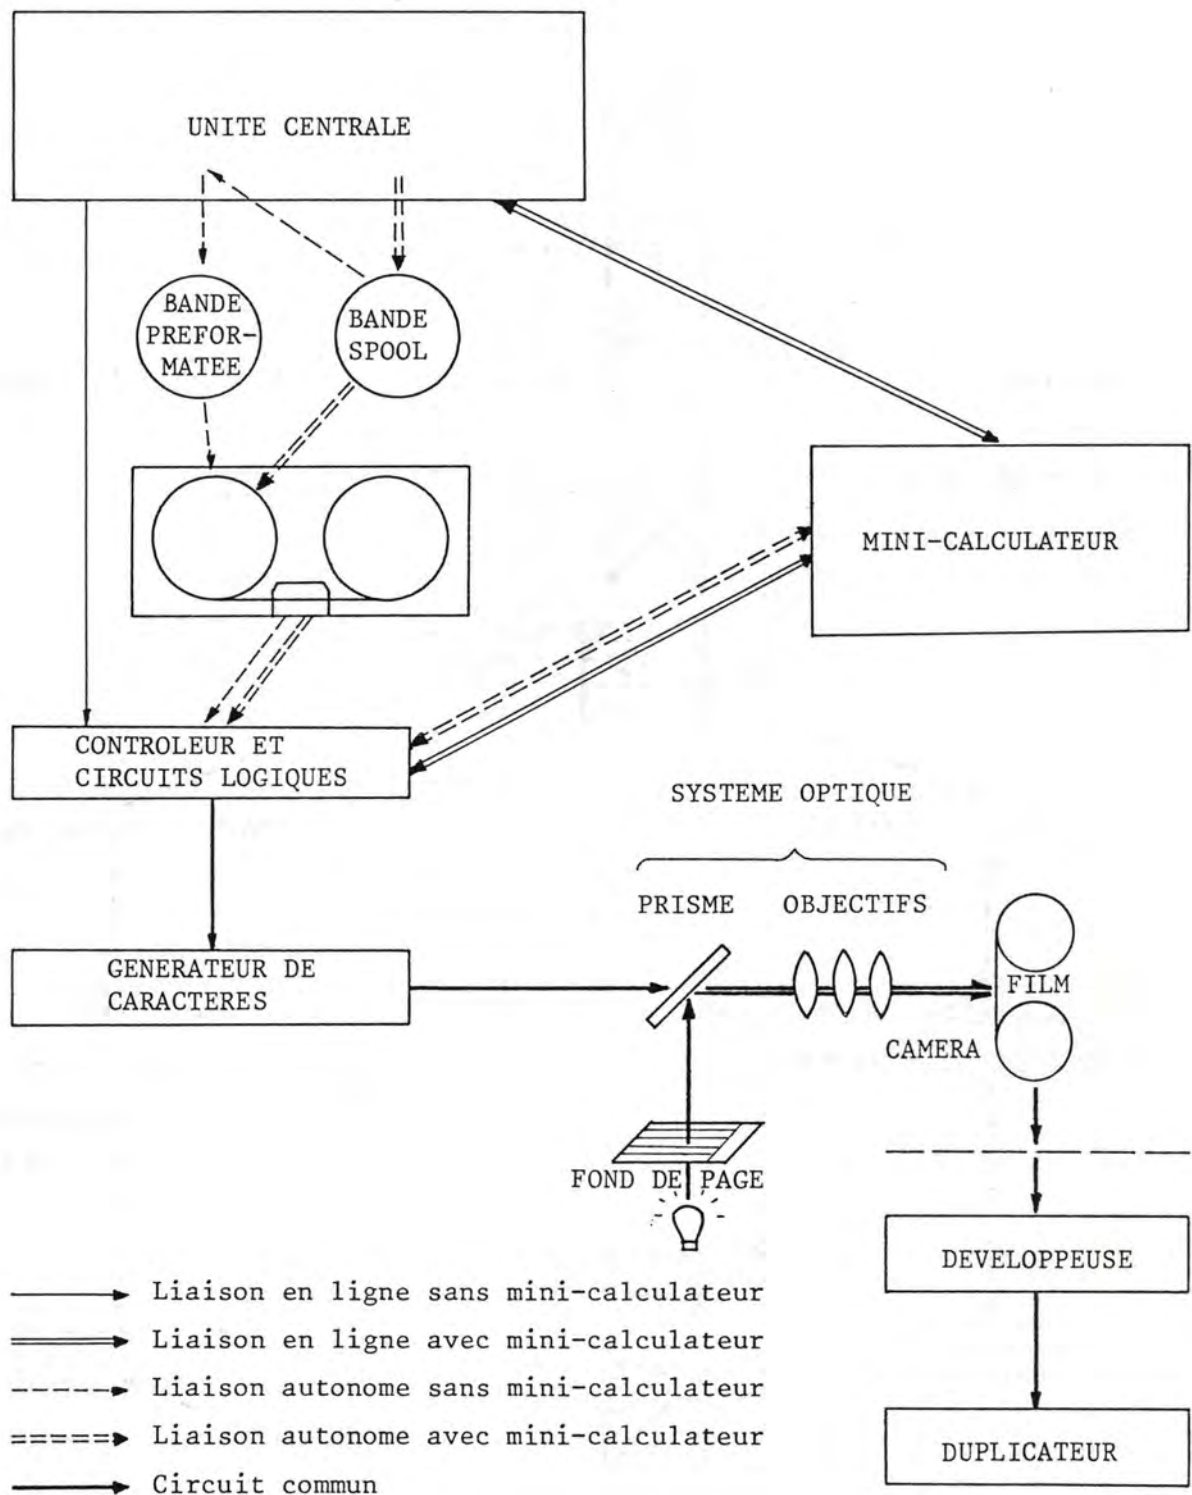 UNITE CENTRALE
BANDE
PREFOR-
MATEE
BANDE
SPOOL
MINI-CALCULATEUR
CONTROLEUR ET
CIRCUITS LOGIQUES
SYSTEME OPTIQUE
PRISME OBJECTIFS
GENERATEUR DE
CARACTERES
FILM
CAMERA
FOND DE PAGE
DEVELOPPEUSE
DUPLICATEUR
Liaison en ligne sans mini-calculateur
Liaison en ligne avec mini-calculateur
Liaison autonome sans mini-calculateur
Liaison autonome avec mini-calculateur
Circuit commun